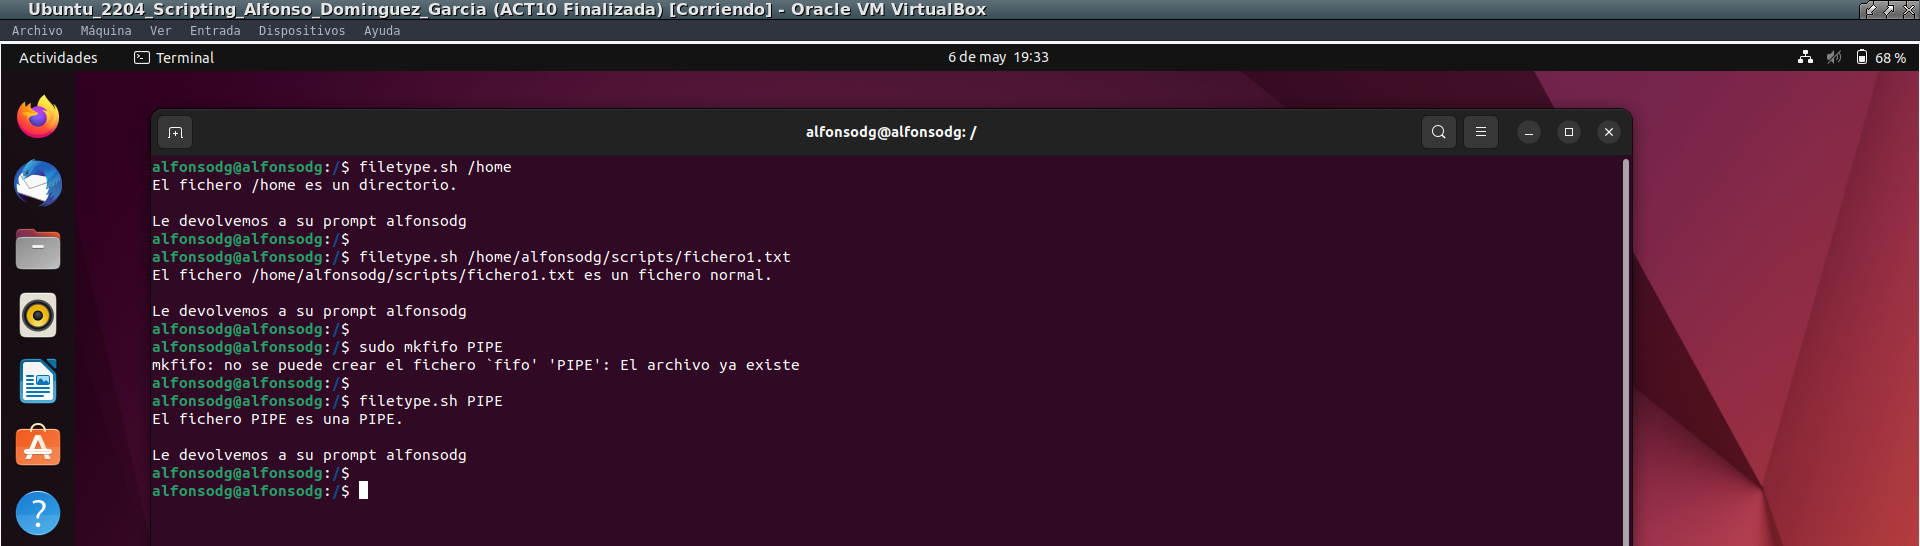 Ubuntu_2204_Scripting_Alfonso_Dominguez_Garcia (ACT10 Finalizada) [Corriendo] - Oracle VM VirtualBox
Archivo Máquina Ver Entrada Dispositivos Ayuda
Actividades Terminal 6 de may 19:33 68 %
alfonsodg@alfonsodg: /
alfonsodg@alfonsodg:/$ filetype.sh /home
El fichero /home es un directorio.
Le devolvemos a su prompt alfonsodg
alfonsodg@alfonsodg:/$
alfonsodg@alfonsodg:/$ filetype.sh /home/alfonsodg/scripts/fichero1.txt
El fichero /home/alfonsodg/scripts/fichero1.txt es un fichero normal.
Le devolvemos a su prompt alfonsodg
alfonsodg@alfonsodg:/$
alfonsodg@alfonsodg:/$ sudo mkfifo PIPE
mkfifo: no se puede crear el fichero `fifo' 'PIPE': El archivo ya existe
alfonsodg@alfonsodg:/$
alfonsodg@alfonsodg:/$ filetype.sh PIPE
El fichero PIPE es una PIPE.
Le devolvemos a su prompt alfonsodg
alfonsodg@alfonsodg:/$
alfonsodg@alfonsodg:/$